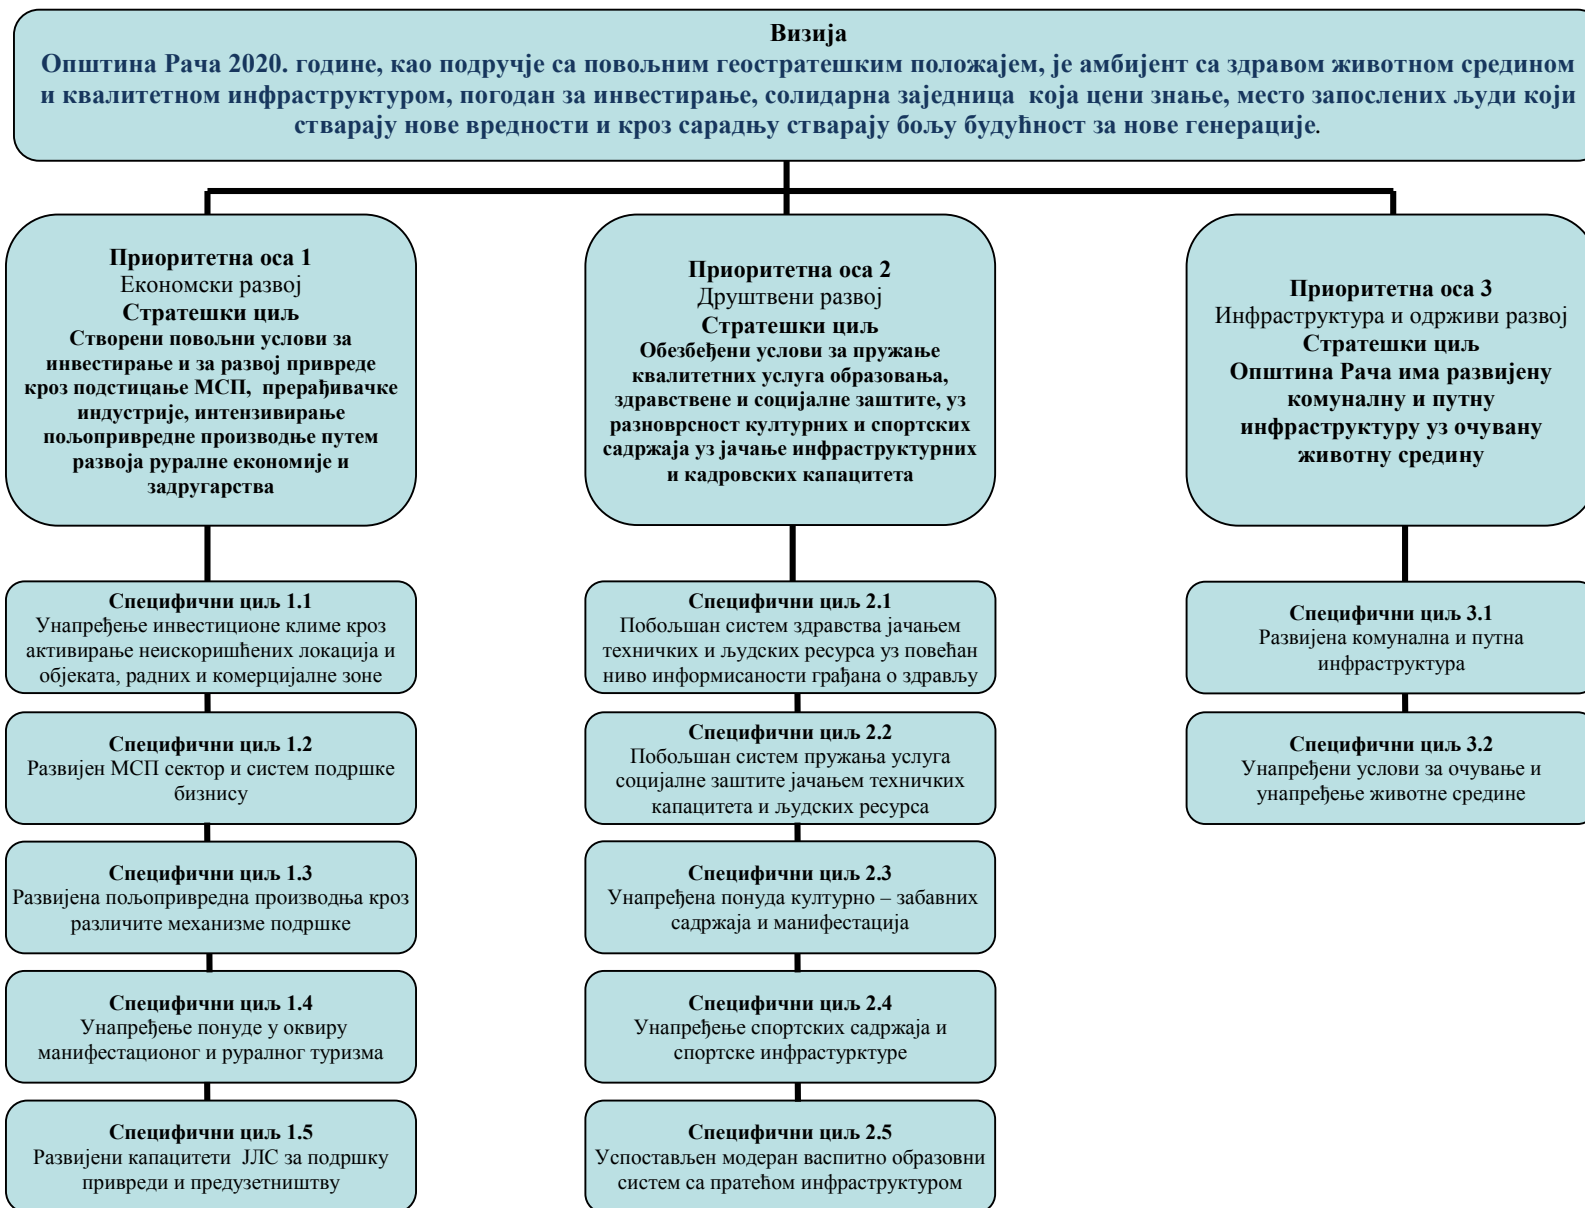 Визија
Општина Рача 2020. године, као подручје са повољним геостратешким положајем, је амбијент са здравом животном средином
и квалитетном инфраструктуром, погодан за инвестирање, солидарна заједница која цени знање, место запослених људи који
стварају нове вредности и кроз сарадњу стварају бољу будућност за нове генерације.
Приоритетна оса 1
Економски развој
Стратешки циљ
Створени повољни услови за
инвестирање и за развој привреде
кроз подстицање МСП, прерађивачке
индустрије, интензивирање
пољопривредне производње путем
развоја руралне економије и
задругарства
Приоритетна оса 2
Друштвени развој
Стратешки циљ
Обезбеђени услови за пружање
квалитетних услуга образовања,
здравствене и социјалне заштите, уз
разноврсност културних и спортских
садржаја уз јачање инфраструктурних
и кадровских капацитета
Приоритетна оса 3
Инфраструктура и одрживи развој
Стратешки циљ
Општина Рача има развијену
комуналну и путну
инфраструктуру уз очувану
животну средину
Специфични циљ 1.1
Унапређење инвестиционе климе кроз
активирање неискоришћених локација и
објеката, радних и комерцијалне зоне
Специфични циљ 1.2
Развијен МСП сектор и систем подршке
бизнису
Специфични циљ 1.3
Развијена пољопривредна производња кроз
различите механизме подршке
Специфични циљ 1.4
Унапређење понуде у оквиру
манифестационог и руралног туризма
Специфични циљ 1.5
Развијени капацитети ЈЛС за подршку
привреди и предузетништву
Специфични циљ 2.1
Побољшан систем здравства јачањем
техничких и људских ресурса уз повећан
ниво информисаности грађана о здрављу
Специфични циљ 2.2
Побољшан систем пружања услуга
социјалне заштите јачањем техничких
капацитета и људских ресурса
Специфични циљ 2.3
Унапређена понуда културно – забавних
садржаја и манифестација
Специфични циљ 2.4
Унапређење спортских садржаја и
спортске инфрастурктуре
Специфични циљ 2.5
Успостављен модеран васпитно образовни
систем са пратећом инфраструктуром
Специфични циљ 3.1
Развијена комунална и путна
инфраструктура
Специфични циљ 3.2
Унапређени услови за очување и
унапређење животне средине